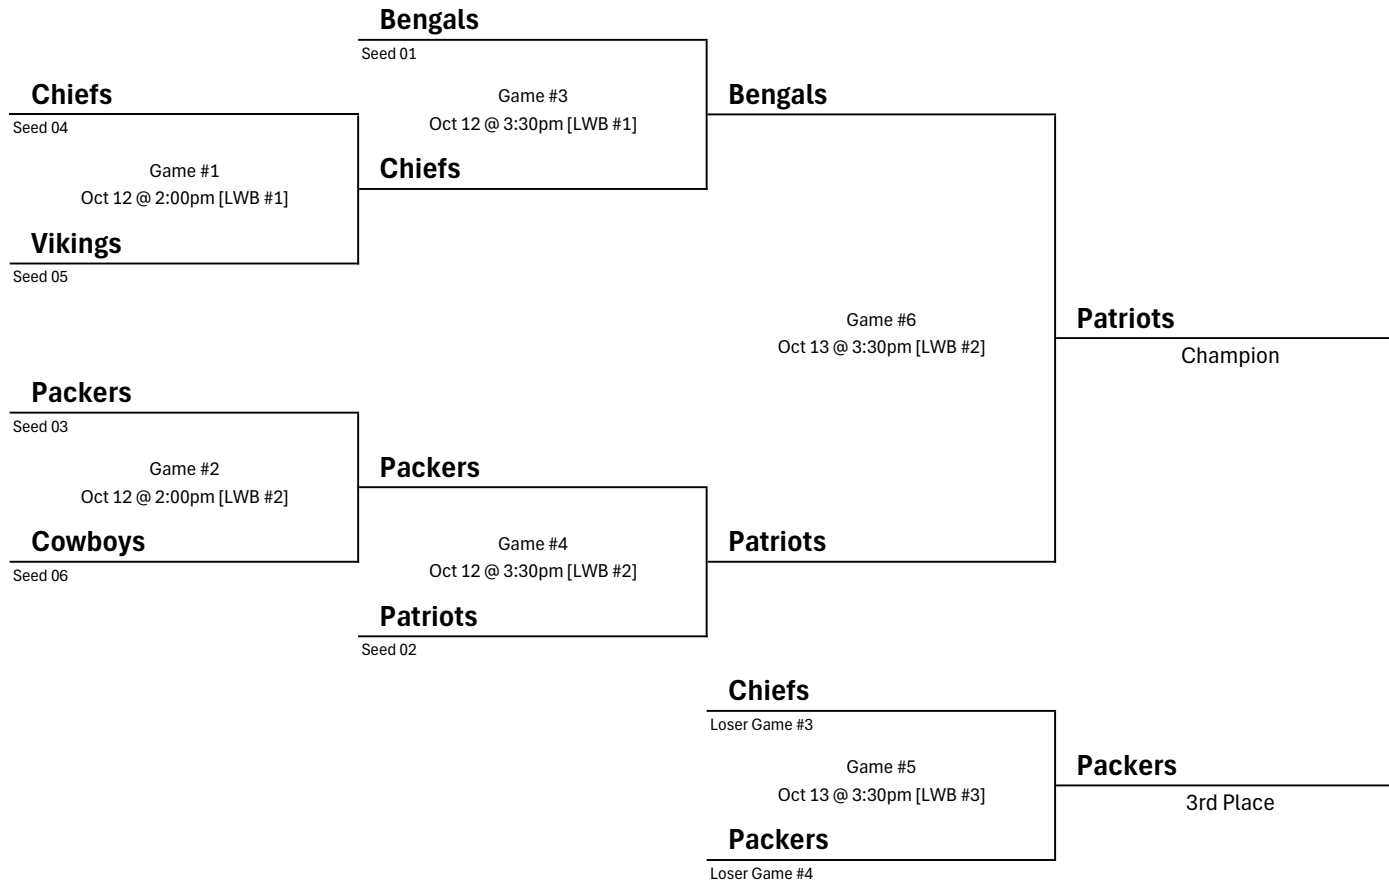 Bengals
Seed 01
Chiefs
Seed 04
Game #3
Oct 12 @ 3:30pm [LWB #1]
Bengals
Game #1
Oct 12 @ 2:00pm [LWB #1]
Chiefs
Vikings
Seed 05
Game #6
Oct 13 @ 3:30pm [LWB #2]
Patriots
Champion
Packers
Seed 03
Game #2
Oct 12 @ 2:00pm [LWB #2]
Packers
Cowboys
Seed 06
Game #4
Oct 12 @ 3:30pm [LWB #2]
Patriots
Patriots
Seed 02
Chiefs
Loser Game #3
Game #5
Oct 13 @ 3:30pm [LWB #3]
Packers
3rd Place
Packers
Loser Game #4